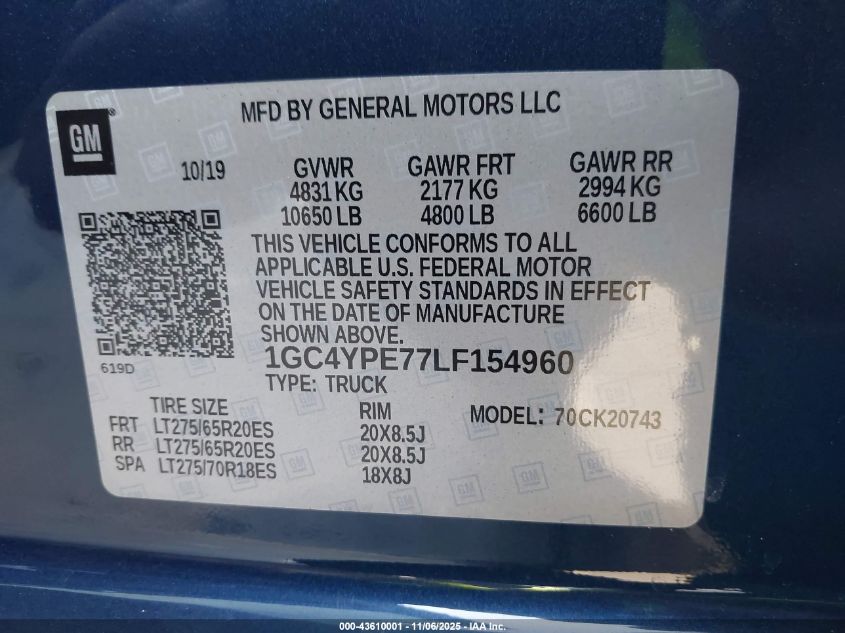 GM ®
MFD BY GENERAL MOTORS LLC
10/19 GVWR GAWR FRT GAWR RR
4831 KG 2177 KG 2994 KG
10650 LB 4800 LB 6600 LB
THIS VEHICLE CONFORMS TO ALL
APPLICABLE U.S. FEDERAL MOTOR
VEHICLE SAFETY STANDARDS IN EFFECT
ON THE DATE OF MANUFACTURE
SHOWN ABOVE.
619D
1GC4YPE77LF154960
TYPE: TRUCK
TIRE SIZE RIM MODEL: 70CK20743
FRT LT275/65R20ES 20X8.5J
RR LT275/65R20ES 20X8.5J
SPA LT275/70R18ES 18X8J
000-43610001 - 11/06/2025 - IAA Inc.